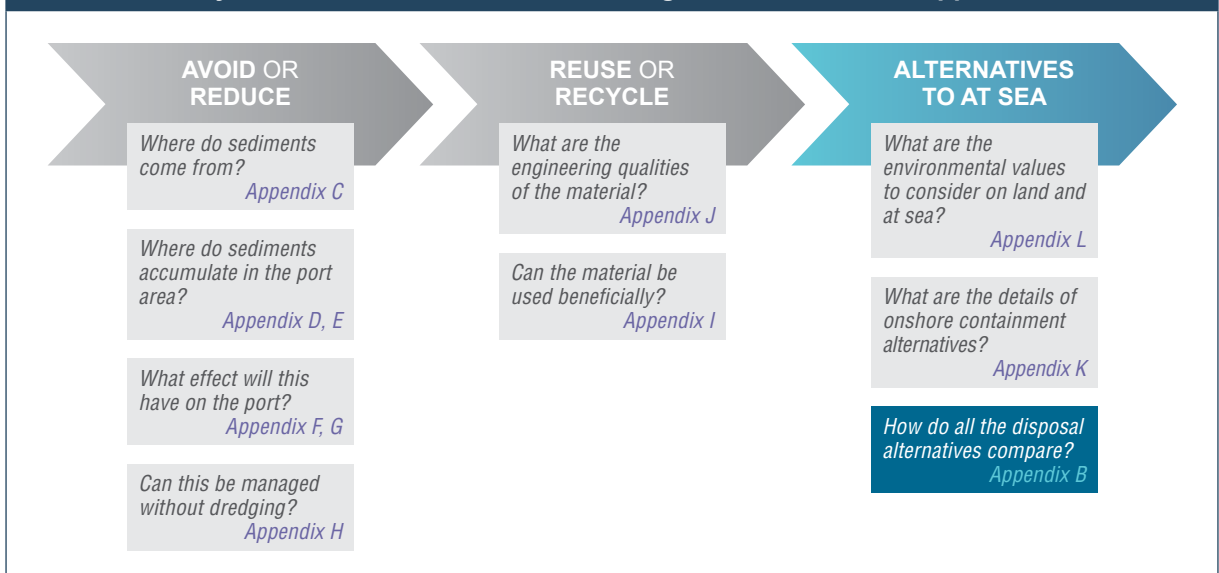 AVOID OR
REDUCE
Where do sediments
come from?
Appendix C
Where do sediments
accumulate in the port
area?
Appendix D, E
What effect will this
have on the port?
Appendix F, G
Can this be managed
without dredging?
Appendix H
REUSE OR
RECYCLE
What are the
engineering qualities
of the material?
Appendix J
Can the material be
used beneficially?
Appendix I
ALTERNATIVES
TO AT SEA
What are the
environmental values
to consider on land and
at sea?
Appendix L
What are the details of
onshore containment
alternatives?
Appendix K
How do all the disposal
alternatives compare?
Appendix B